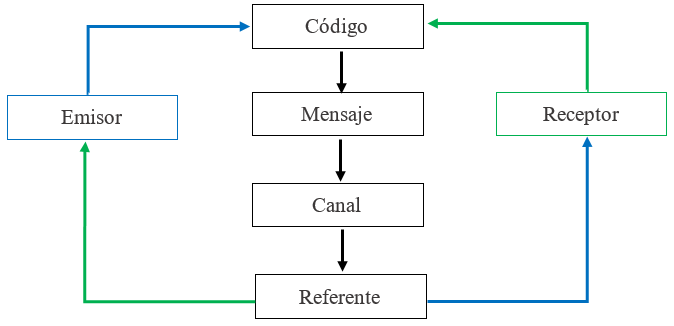 Código
Emisor
Mensaje
Receptor
Canal
Referente